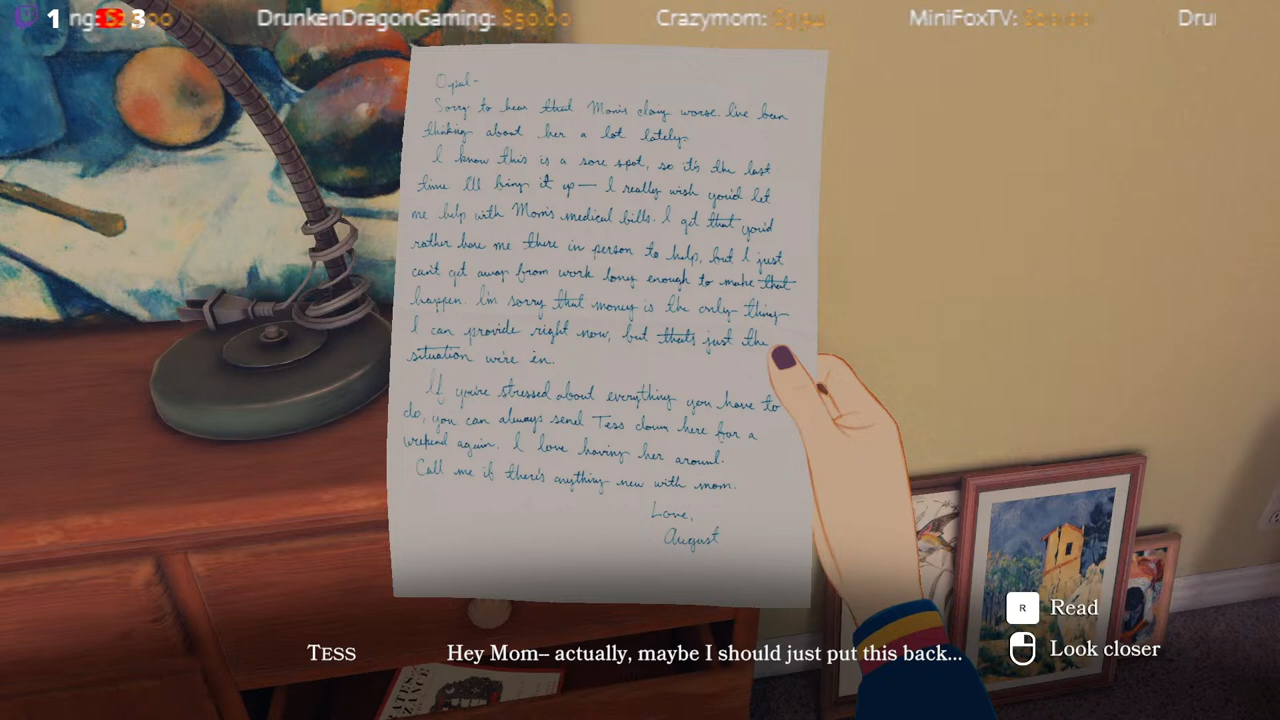 1 3 DrunkenDragonGaming: $50.00 Crazymom: MiniFoxTV: Dru
Opal-
Sorry to hear that Mom's doing worse. I've been
thinking about her a lot lately.
I know this is a sore spot, so it's the last
time I'll bring it up— I really wish you'd let
me help with Mom's medical bills. I get that you'd
rather have me there in person to help, but I just
can't get away from work long enough to make that
happen. I'm sorry that money is the only thing
I can provide right now, but that's just the
situation we're in.
If you're stressed about everything you have to
do, you can always send Tess down here for a
weekend again. I love having her around.
Call me if there's anything new with mom.
Love,
August
R Read
Look closer
TESS Hey Mom– actually, maybe I should just put this back...